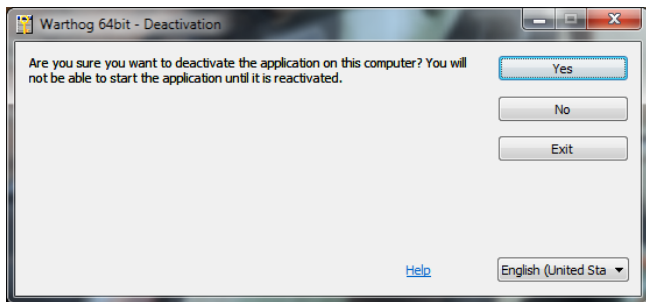 Warthog 64bit - Deactivation
Are you sure you want to deactivate the application on this computer? You will
not be able to start the application until it is reactivated.
Yes
No
Exit
Help
English (United Sta